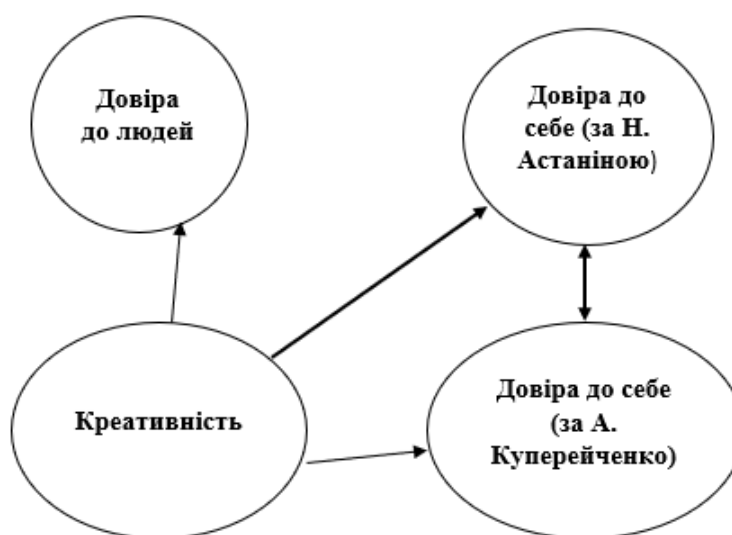 Довіра
до людей
Довіра до
себе (за Н.
Астаніною)
Креативність
Довіра до себе
(за А.
Куперейченко)